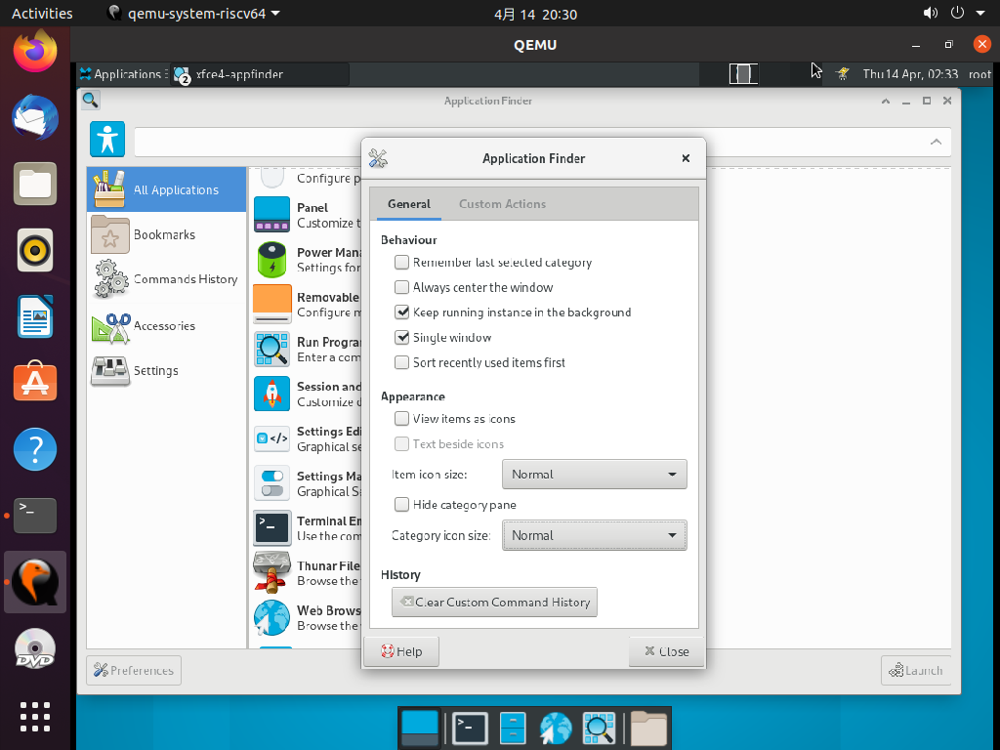 Activities
qemu-system-riscv64
4月 14 20:30
QEMU
Applications
2
xfce4-appfinder
Thu 14 Apr, 02:33
root
Application Finder
All Applications
Bookmarks
Commands History
Accessories
Settings
Configure p
Panel
Customize t
Power Mana
Settings for
Removable
Configure m
Run Progra
Enter a com
Session and
Customize d
Settings Edi
Graphical se
Settings Ma
Graphical Se
Terminal Em
Use the com
Thunar File
Browse the
Web Brows
Browse the
Application Finder
General
Custom Actions
Behaviour
Remember last selected category
Always center the window
Keep running instance in the background
Single window
Sort recently used items first
Appearance
View items as icons
Text beside icons
Item icon size:
Normal
Hide category pane
Category icon size:
Normal
History
Clear Custom Command History
Help
Close
Preferences
Launch
DVD